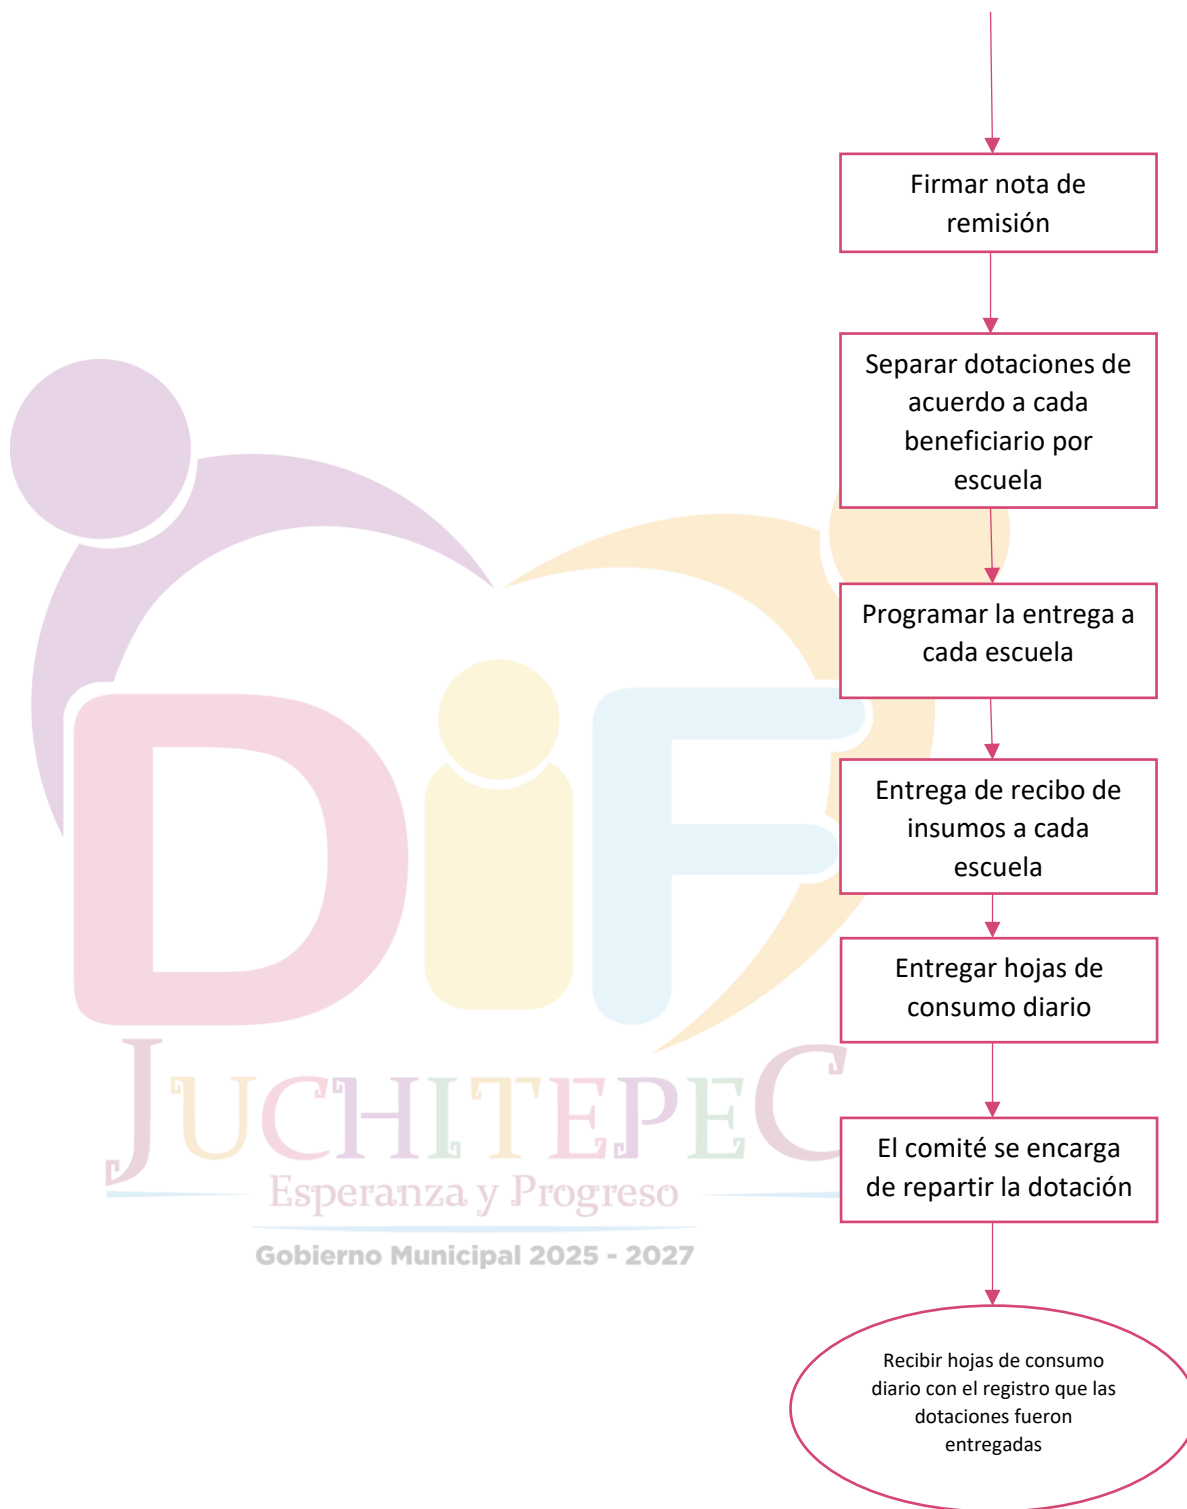 Firmar nota de
remisión
Separar dotaciones de
acuerdo a cada
beneficiario por
escuela
Programar la entrega a
cada escuela
Entrega de recibo de
insumos a cada
escuela
Entregar hojas de
consumo diario
El comité se encarga
de repartir la dotación
Recibir hojas de consumo
diario con el registro que las
dotaciones fueron
entregadas
DiF
JUCHITEPEC
Esperanza y Progreso
Gobierno Municipal 2025 - 2027